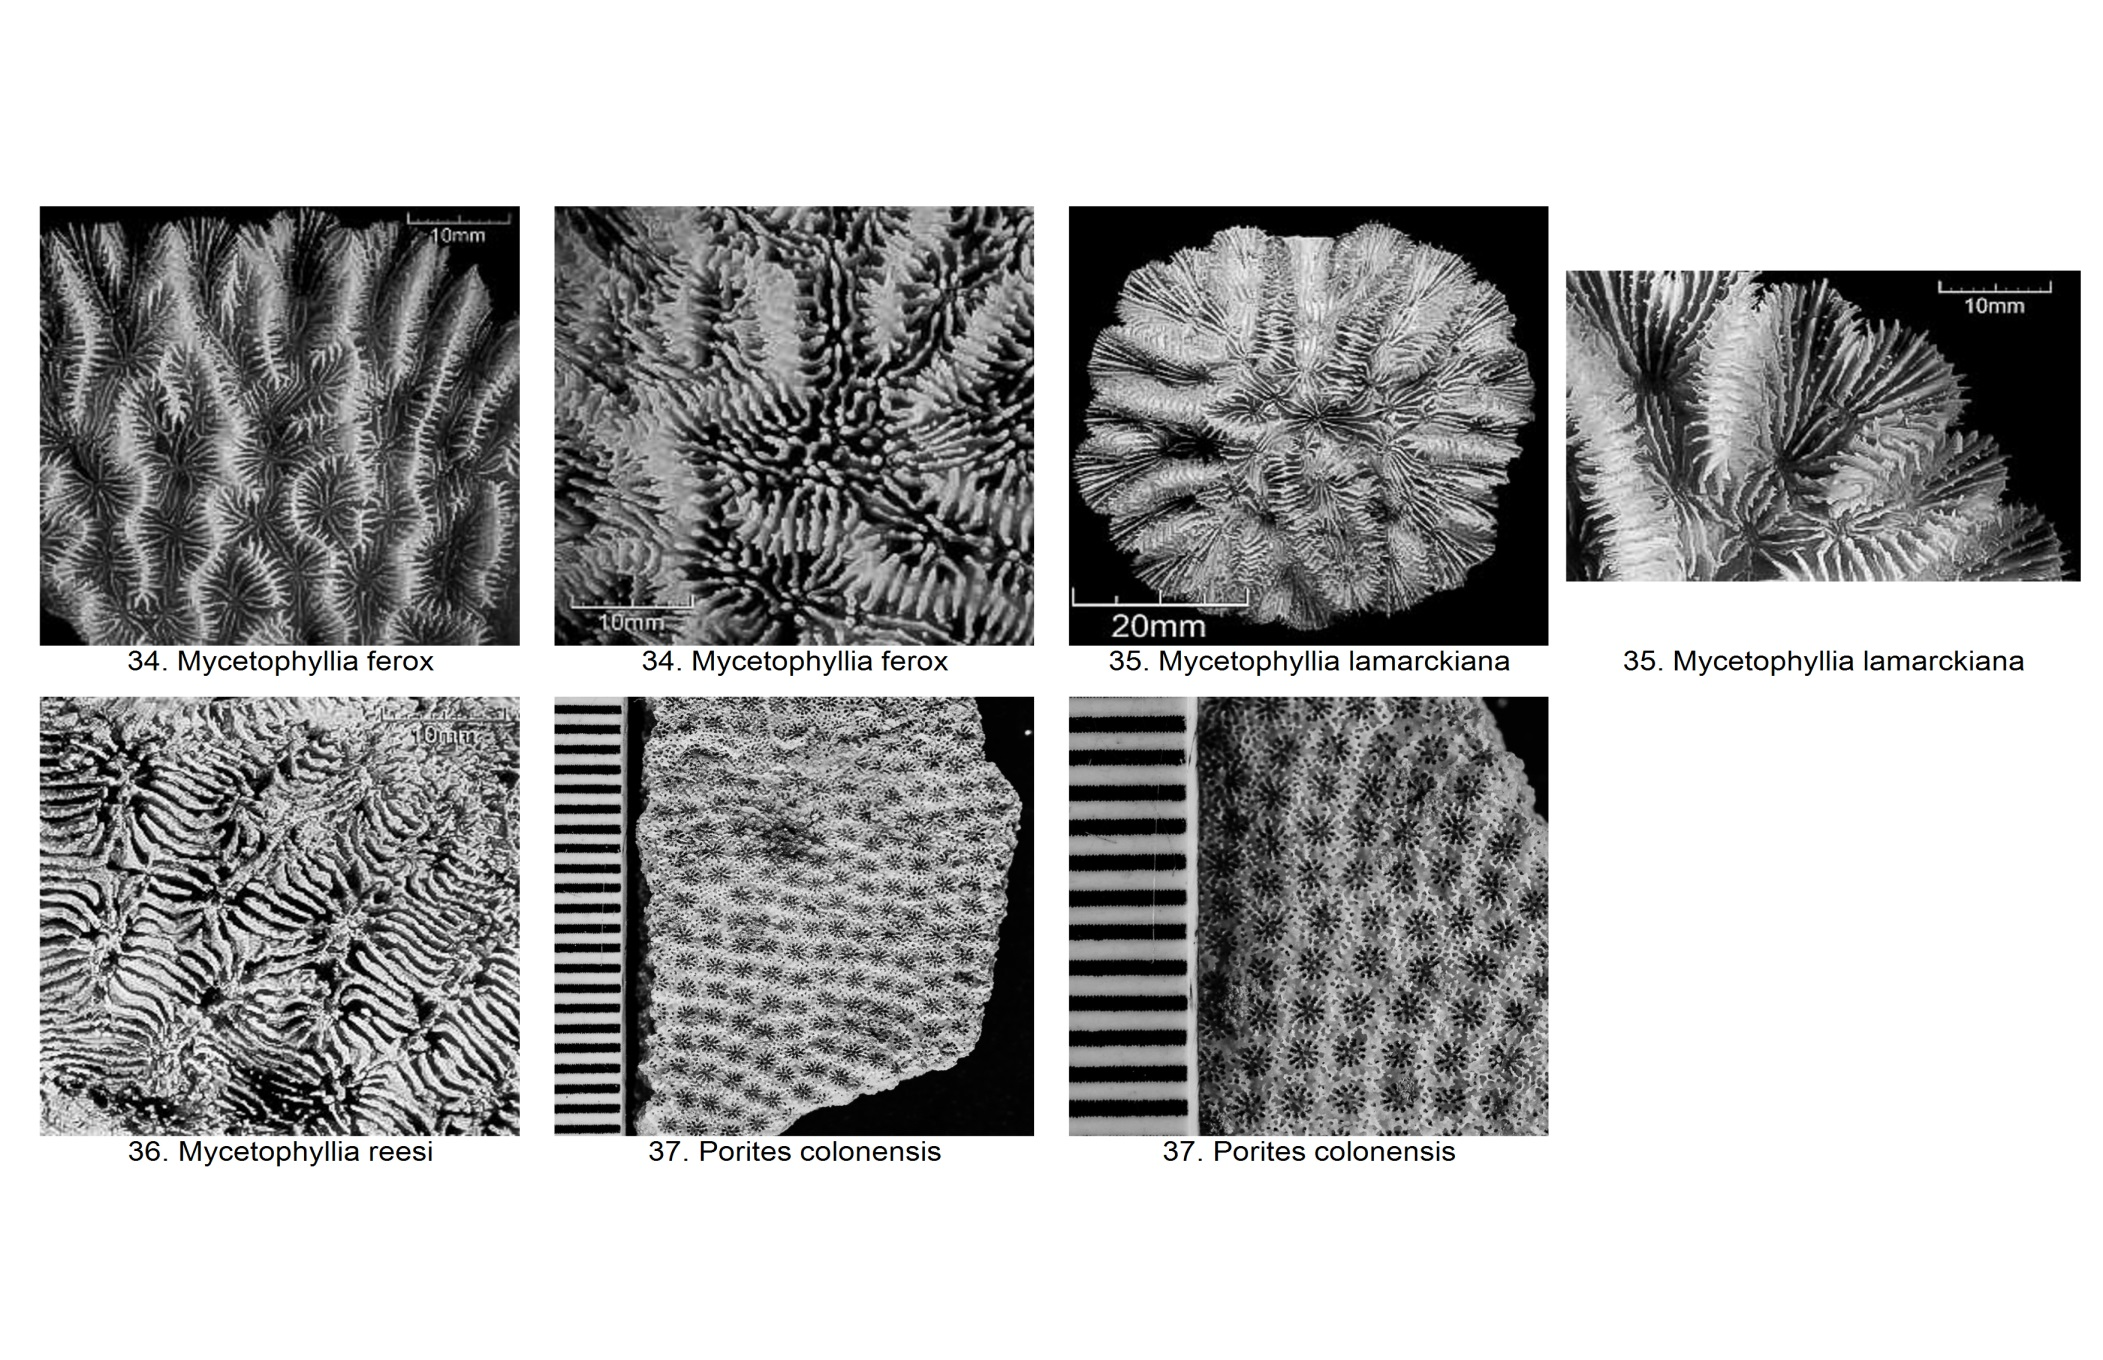 10mm
10mm
20mm
10mm
34. Mycetophyllia ferox
34. Mycetophyllia ferox
35. Mycetophyllia lamarckiana
35. Mycetophyllia lamarckiana
10mm
36. Mycetophyllia reesi
37. Porites colonensis
37. Porites colonensis